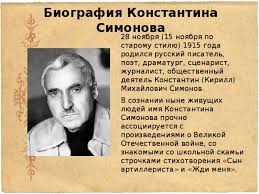 Биография Константина
Симонова
28 ноября (15 ноября по
старому стилю) 1915 года
родился русский писатель,
поэт, драматург, сценарист,
журналист, общественный
деятель Константин (Кирилл)
Михайлович Симонов.
В сознании ныне живущих
людей имя Константина
Симонова прочно
ассоциируется с
произведениями о Великой
Отечественной войне, со
знакомыми со школьной скамьи
строчками стихотворения «Сын
артиллериста» и «Жди меня».